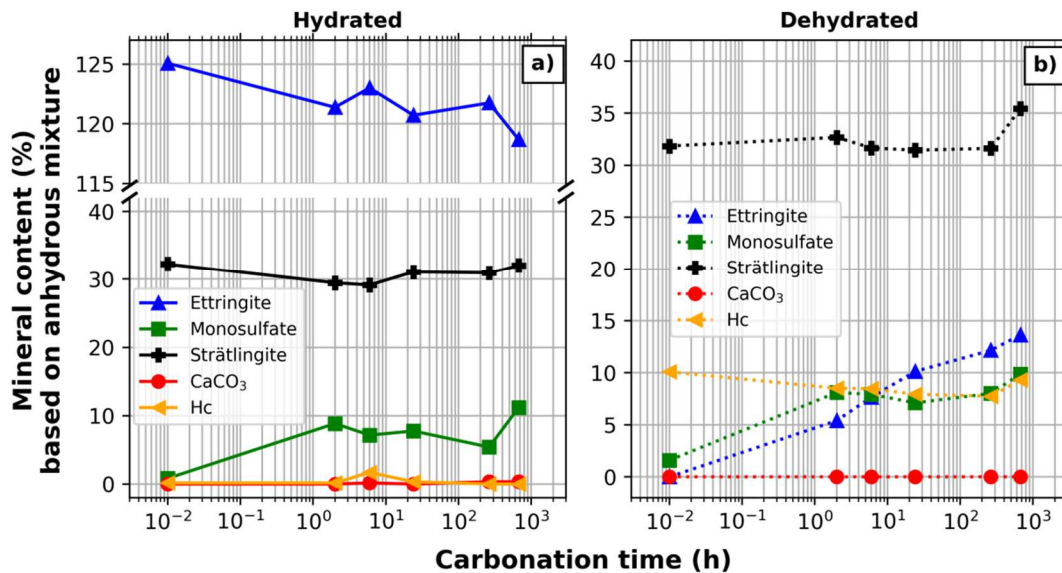 Hydrated
Dehydrated
a)
b)
Mineral content (%)
based on anhydrous mixture
125
120
115
40
30
20
10
0
Ettringite
Monosulfate
Strätlingite
CaCO₃
Hc
10⁻²
10⁰
10¹
10²
10³
40
35
30
25
20
15
10
5
0
Ettringite
Monosulfate
Strätlingite
CaCO₃
Hc
10⁻²
10⁻¹
10⁰
10¹
10²
10³
Carbonation time (h)